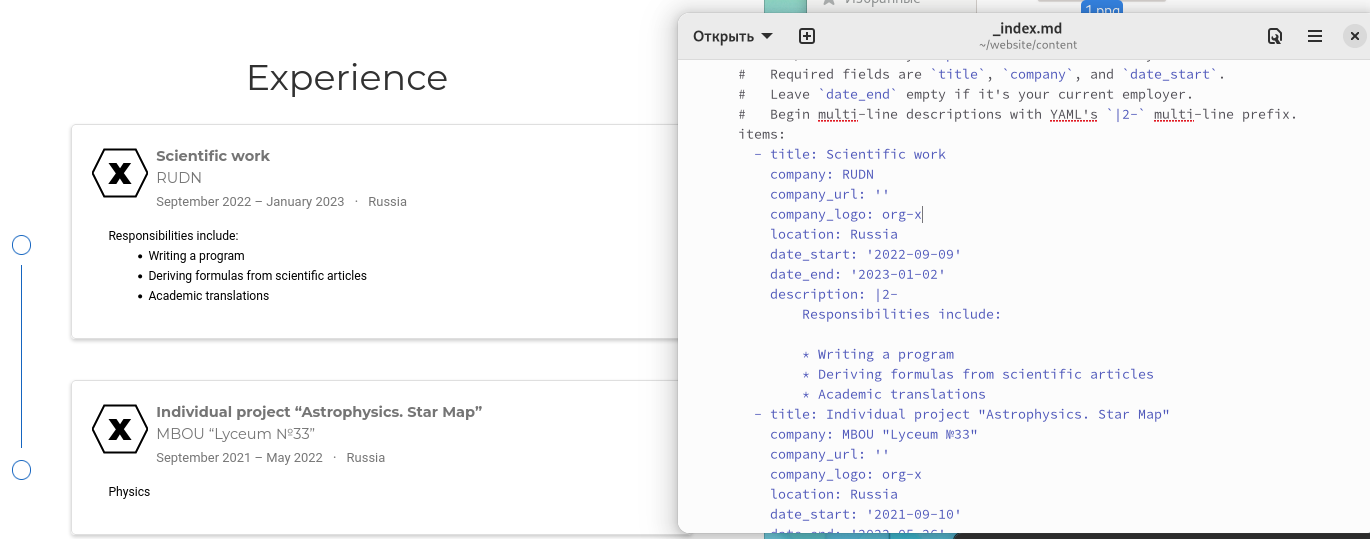 Experience
x
Scientific work
RUDN
September 2022 – January 2023 · Russia
Responsibilities include:
• Writing a program
• Deriving formulas from scientific articles
• Academic translations
x
Individual project “Astrophysics. Star Map”
MBOU “Lyceum №33”
September 2021 – May 2022 · Russia
Physics
Избранные
1.png
Открыть
_index.md
~/website/content
# Required fields are `title`, `company`, and `date_start`.
# Leave `date_end` empty if it's your current employer.
# Begin multi-line descriptions with YAML's `|2-` multi-line prefix.
items:
- title: Scientific work
company: RUDN
company_url: ''
company_logo: org-x
location: Russia
date_start: '2022-09-09'
date_end: '2023-01-02'
description: |2-
Responsibilities include:
* Writing a program
* Deriving formulas from scientific articles
* Academic translations
- title: Individual project "Astrophysics. Star Map"
company: MBOU "Lyceum №33"
company_url: ''
company_logo: org-x
location: Russia
date_start: '2021-09-10'
date_end: